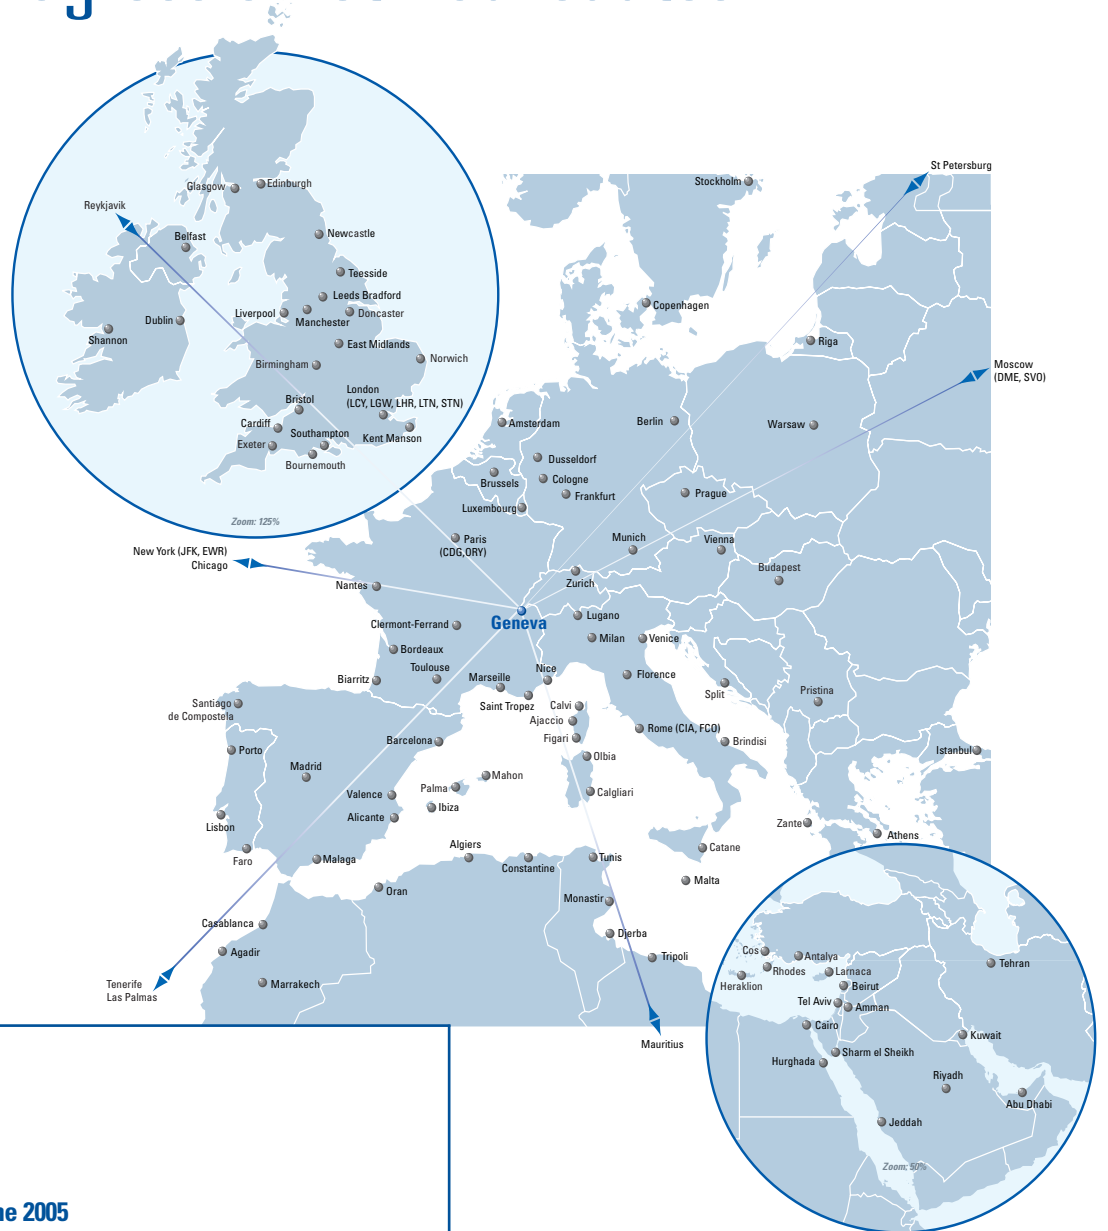 St Petersburg
Stockholm
Glasgow
Edinburgh
Reykjavik
Newcastle
Belfast
Teesside
Leeds Bradford
Copenhagen
Liverpool
Manchester
Doncaster
Dublin
Shannon
East Midlands
Riga
Birmingham
Norwich
Moscow
(DME, SVO)
London
(LCY, LGW, LHR, LTN, STN)
Bristol
Cardiff
Southampton
Kent Manson
Exeter
Bournemouth
Amsterdam
Berlin
Warsaw
Dusseldorf
Brussels
Cologne
Frankfurt
Prague
Luxembourg
Zoom: 125%
Paris
(CDG,ORY)
Munich
Vienna
New York (JFK, EWR)
Chicago
Budapest
Nantes
Zurich
Geneva
Lugano
Clermont-Ferrand
Milan
Venice
Bordeaux
Toulouse
Biarritz
Marseille
Nice
Florence
Saint Tropez
Split
Pristina
Santiago
de Compostela
Calvi
Ajaccio
Figari
Rome (CIA, FCO)
Brindisi
Barcelona
Porto
Istanbul
Olbia
Madrid
Mahon
Palma
Valence
Calgliari
Ibiza
Alicante
Lisbon
Zante
Athens
Catane
Faro
Malaga
Algiers
Constantine
Tunis
Oran
Malta
Monastir
Casablanca
Djerba
Agadir
Tripoli
Marrakech
Tenerife
Las Palmas
Mauritius
Cos
Antalya
Tehran
Rhodes
Larnaca
Heraklion
Beirut
Tel Aviv
Amman
Cairo
Kuwait
Sharm el Sheikh
Hurghada
Riyadh
Abu Dhabi
Jeddah
Zoom: 50%
ne 2005